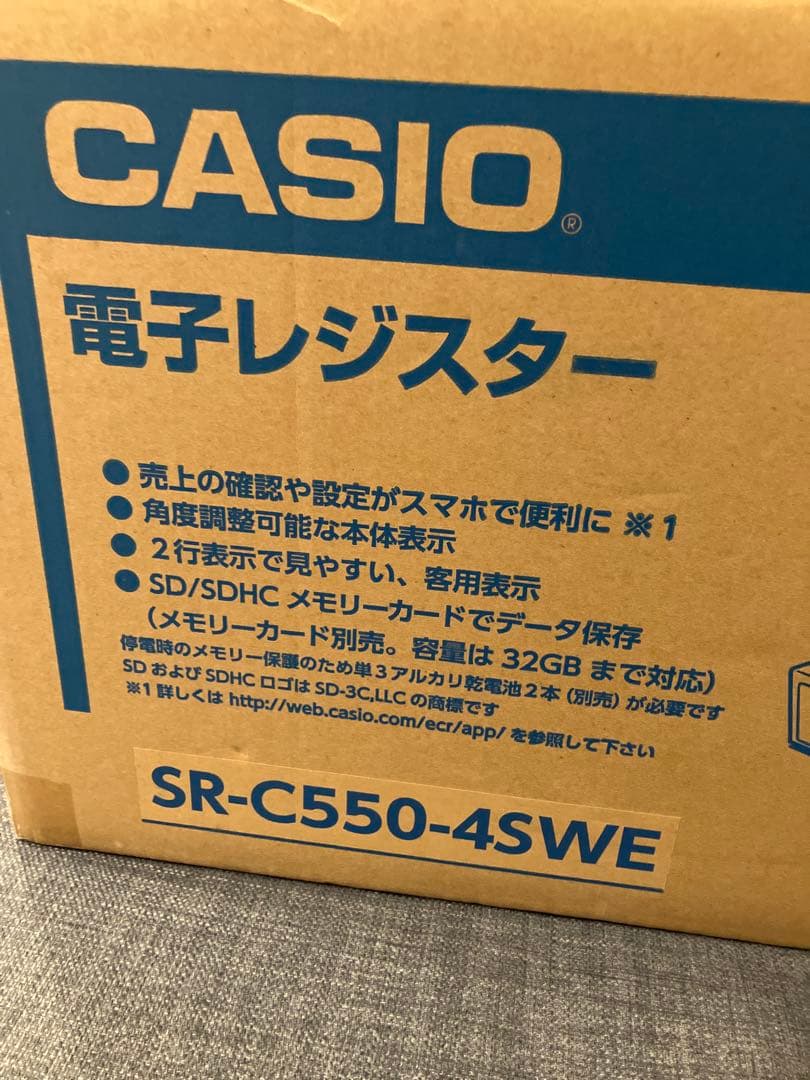 CASIO®
電子レジスター
● 売上の確認や設定がスマホで便利に ※1
● 角度調整可能な本体表示
● 2行表示で見やすい、客用表示
● SD/SDHC メモリーカードでデータ保存
(メモリーカード別売。容量は 32GB まで対応)
停電時のメモリー保護のため単3アルカリ乾電池2本(別売)が必要です
SD および SDHC ロゴは SD-3C,LLC の商標です
※1 詳しくは http://web.casio.com/ecr/app/ を参照して下さい
SR-C550-4SWE